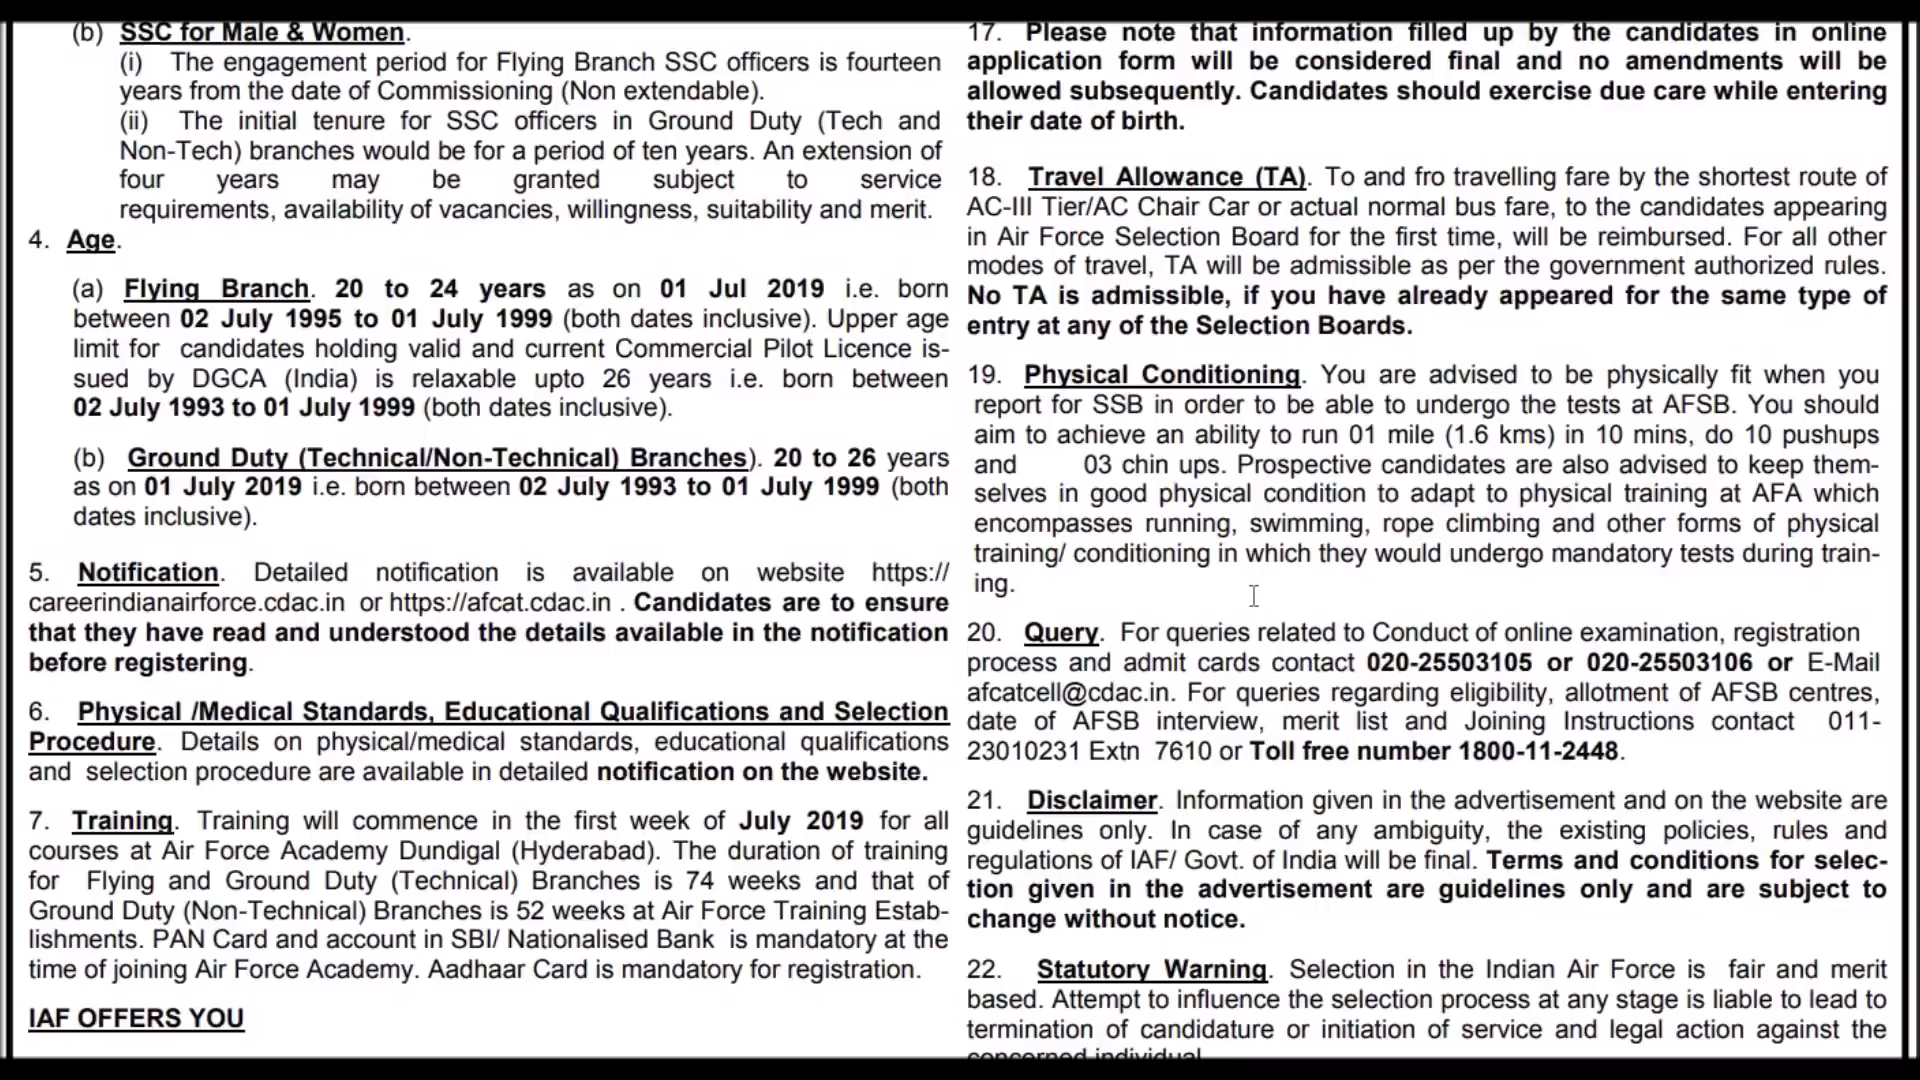 (b) SSC for Male & Women.
(i) The engagement period for Flying Branch SSC officers is fourteen
years from the date of Commissioning (Non extendable).
(ii) The initial tenure for SSC officers in Ground Duty (Tech and
Non-Tech) branches would be for a period of ten years. An extension of
four years may be granted subject to service
requirements, availability of vacancies, willingness, suitability and merit.
4. Age.
(a) Flying Branch. 20 to 24 years as on 01 Jul 2019 i.e. born
between 02 July 1995 to 01 July 1999 (both dates inclusive). Upper age
limit for candidates holding valid and current Commercial Pilot Licence is-
sued by DGCA (India) is relaxable upto 26 years i.e. born between
02 July 1993 to 01 July 1999 (both dates inclusive).
(b) Ground Duty (Technical/Non-Technical) Branches). 20 to 26 years
as on 01 July 2019 i.e. born between 02 July 1993 to 01 July 1999 (both
dates inclusive).
5. Notification. Detailed notification is available on website https://
careerindianairforce.cdac.in or https://afcat.cdac.in . Candidates are to ensure
that they have read and understood the details available in the notification
before registering.
6. Physical /Medical Standards, Educational Qualifications and Selection
Procedure. Details on physical/medical standards, educational qualifications
and selection procedure are available in detailed notification on the website.
7. Training. Training will commence in the first week of July 2019 for all
courses at Air Force Academy Dundigal (Hyderabad). The duration of training
for Flying and Ground Duty (Technical) Branches is 74 weeks and that of
Ground Duty (Non-Technical) Branches is 52 weeks at Air Force Training Estab-
lishments. PAN Card and account in SBI/ Nationalised Bank is mandatory at the
time of joining Air Force Academy. Aadhaar Card is mandatory for registration.
IAF OFFERS YOU
17. Please note that information filled up by the candidates in online
application form will be considered final and no amendments will be
allowed subsequently. Candidates should exercise due care while entering
their date of birth.
18. Travel Allowance (TA). To and fro travelling fare by the shortest route of
AC-III Tier/AC Chair Car or actual normal bus fare, to the candidates appearing
in Air Force Selection Board for the first time, will be reimbursed. For all other
modes of travel, TA will be admissible as per the government authorized rules.
No TA is admissible, if you have already appeared for the same type of
entry at any of the Selection Boards.
19. Physical Conditioning. You are advised to be physically fit when you
report for SSB in order to be able to undergo the tests at AFSB. You should
aim to achieve an ability to run 01 mile (1.6 kms) in 10 mins, do 10 pushups
and 03 chin ups. Prospective candidates are also advised to keep them-
selves in good physical condition to adapt to physical training at AFA which
encompasses running, swimming, rope climbing and other forms of physical
training/ conditioning in which they would undergo mandatory tests during train-
ing.
20. Query. For queries related to Conduct of online examination, registration
process and admit cards contact 020-25503105 or 020-25503106 or E-Mail
afcatcell@cdac.in. For queries regarding eligibility, allotment of AFSB centres,
date of AFSB interview, merit list and Joining Instructions contact 011-
23010231 Extn 7610 or Toll free number 1800-11-2448.
21. Disclaimer. Information given in the advertisement and on the website are
guidelines only. In case of any ambiguity, the existing policies, rules and
regulations of IAF/ Govt. of India will be final. Terms and conditions for selec-
tion given in the advertisement are guidelines only and are subject to
change without notice.
22. Statutory Warning. Selection in the Indian Air Force is fair and merit
based. Attempt to influence the selection process at any stage is liable to lead to
termination of candidature or initiation of service and legal action against the
concerned individual